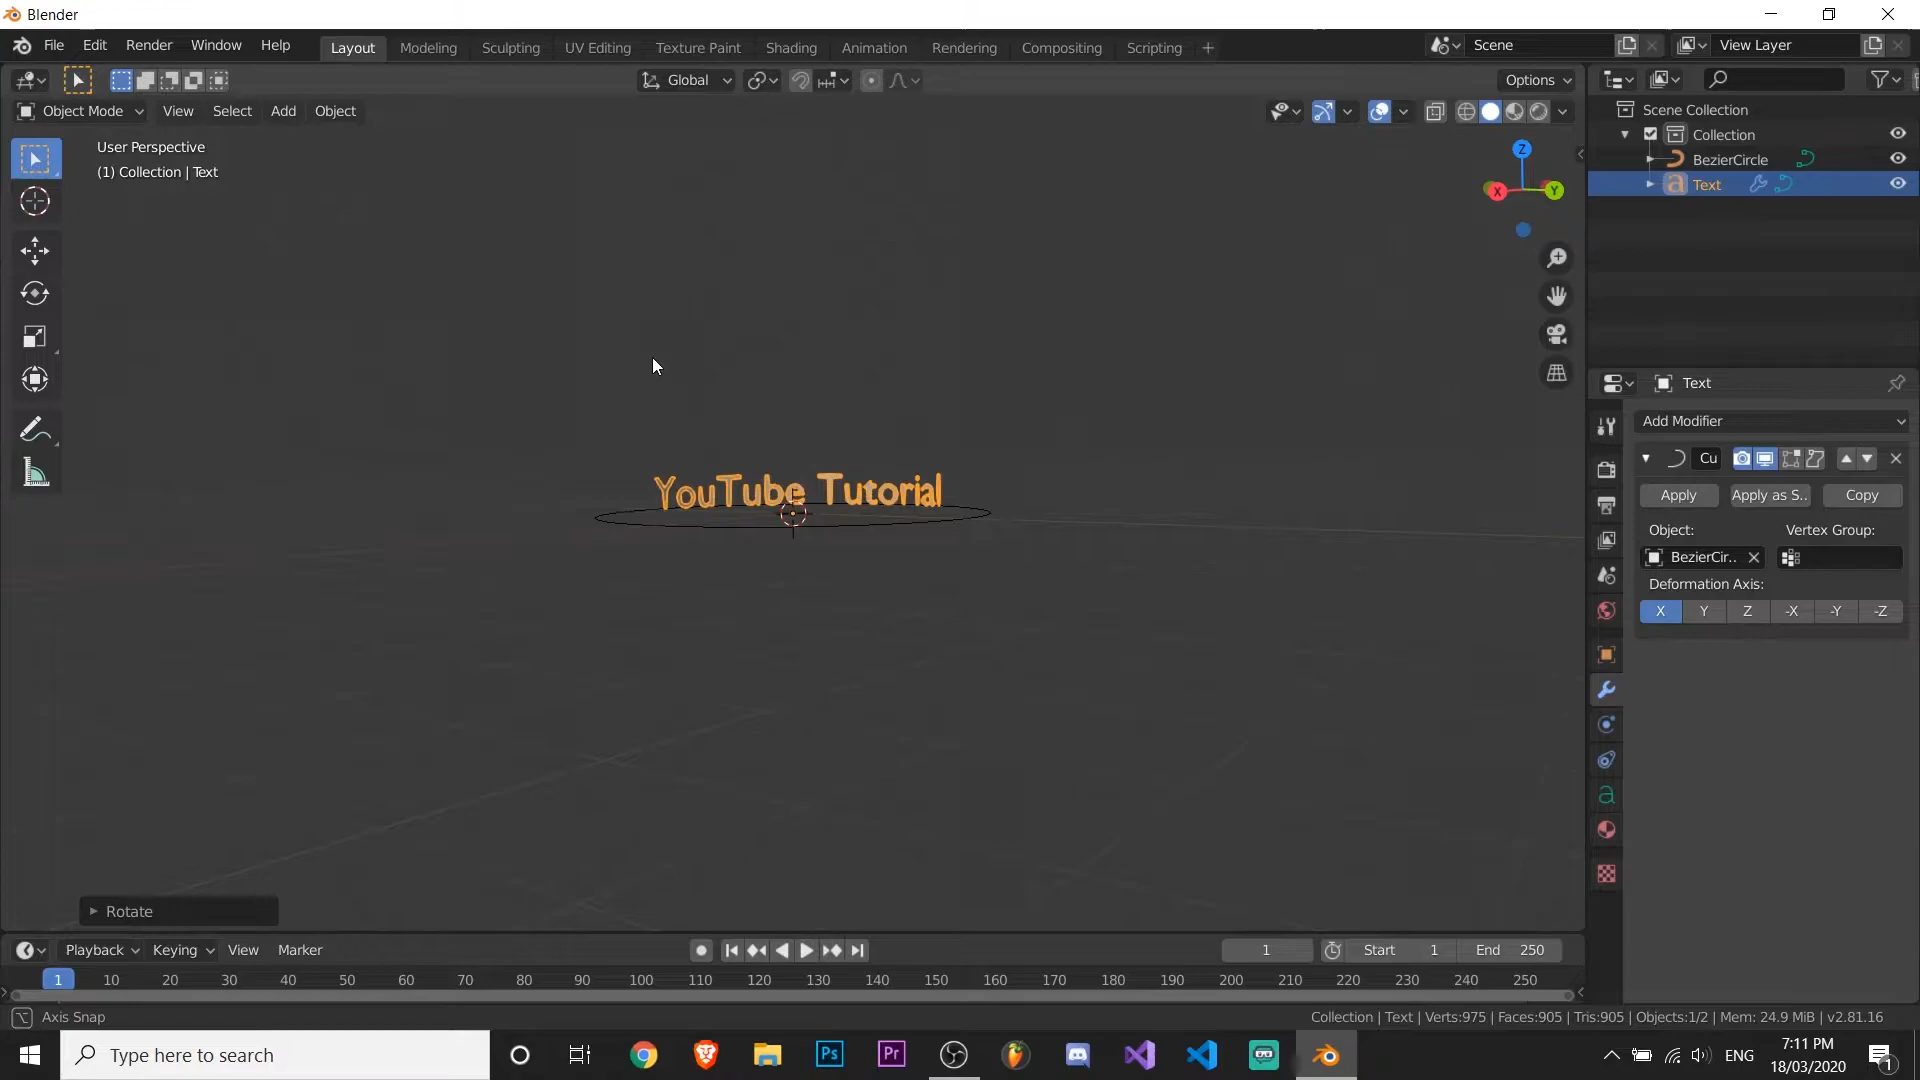 Blender
File Edit Render Window Help Layout Modeling Sculpting UV Editing Texture Paint Shading Animation Rendering Compositing Scripting + Scene View Layer
Global Options
Object Mode View Select Add Object
User Perspective
(1) Collection | Text
Z
X Y
YouTube Tutorial
Scene Collection
Collection
BezierCircle
Text
Text
Add Modifier
Cu
Apply Apply as S.. Copy
Object: Vertex Group:
BezierCir..
Deformation Axis:
X Y Z -X -Y -Z
Rotate
Playback Keying View Marker 1 Start 1 End 250
1 10 20 30 40 50 60 70 80 90 100 110 120 130 140 150 160 170 180 190 200 210 220 230 240 250
Axis Snap Collection | Text | Verts:975 | Faces:905 | Tris:905 | Objects:1/2 | Mem: 24.9 MiB | v2.81.16
Type here to search Ps Pr ENG 7:11 PM
18/03/2020 1